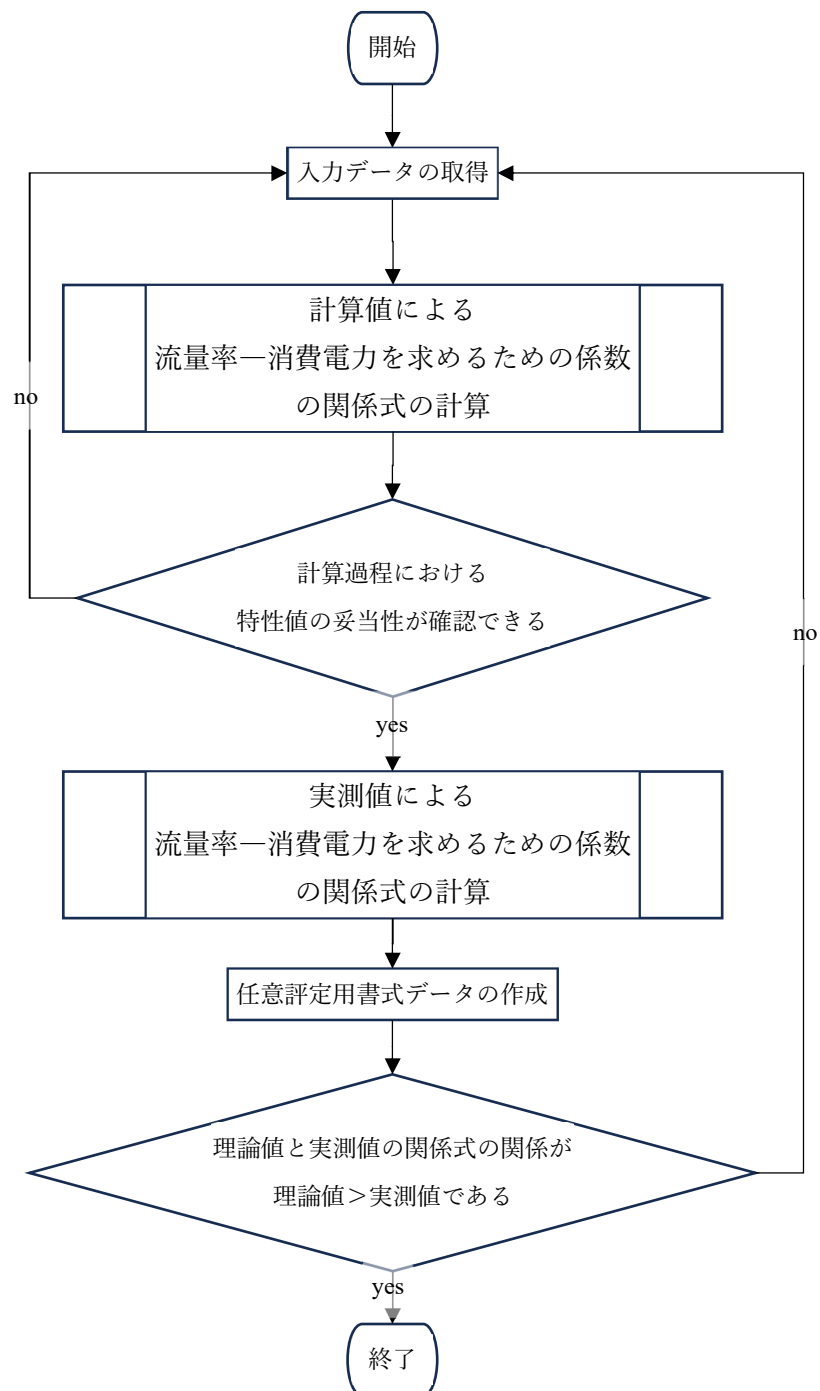 開始
入力データの取得
計算値による
流量率―消費電力を求めるための係数
の関係式の計算
no
計算過程における
特性値の妥当性が確認できる
no
yes
実測値による
流量率―消費電力を求めるための係数
の関係式の計算
任意評定用書式データの作成
理論値と実測値の関係式の関係が
理論値＞実測値である
yes
終了